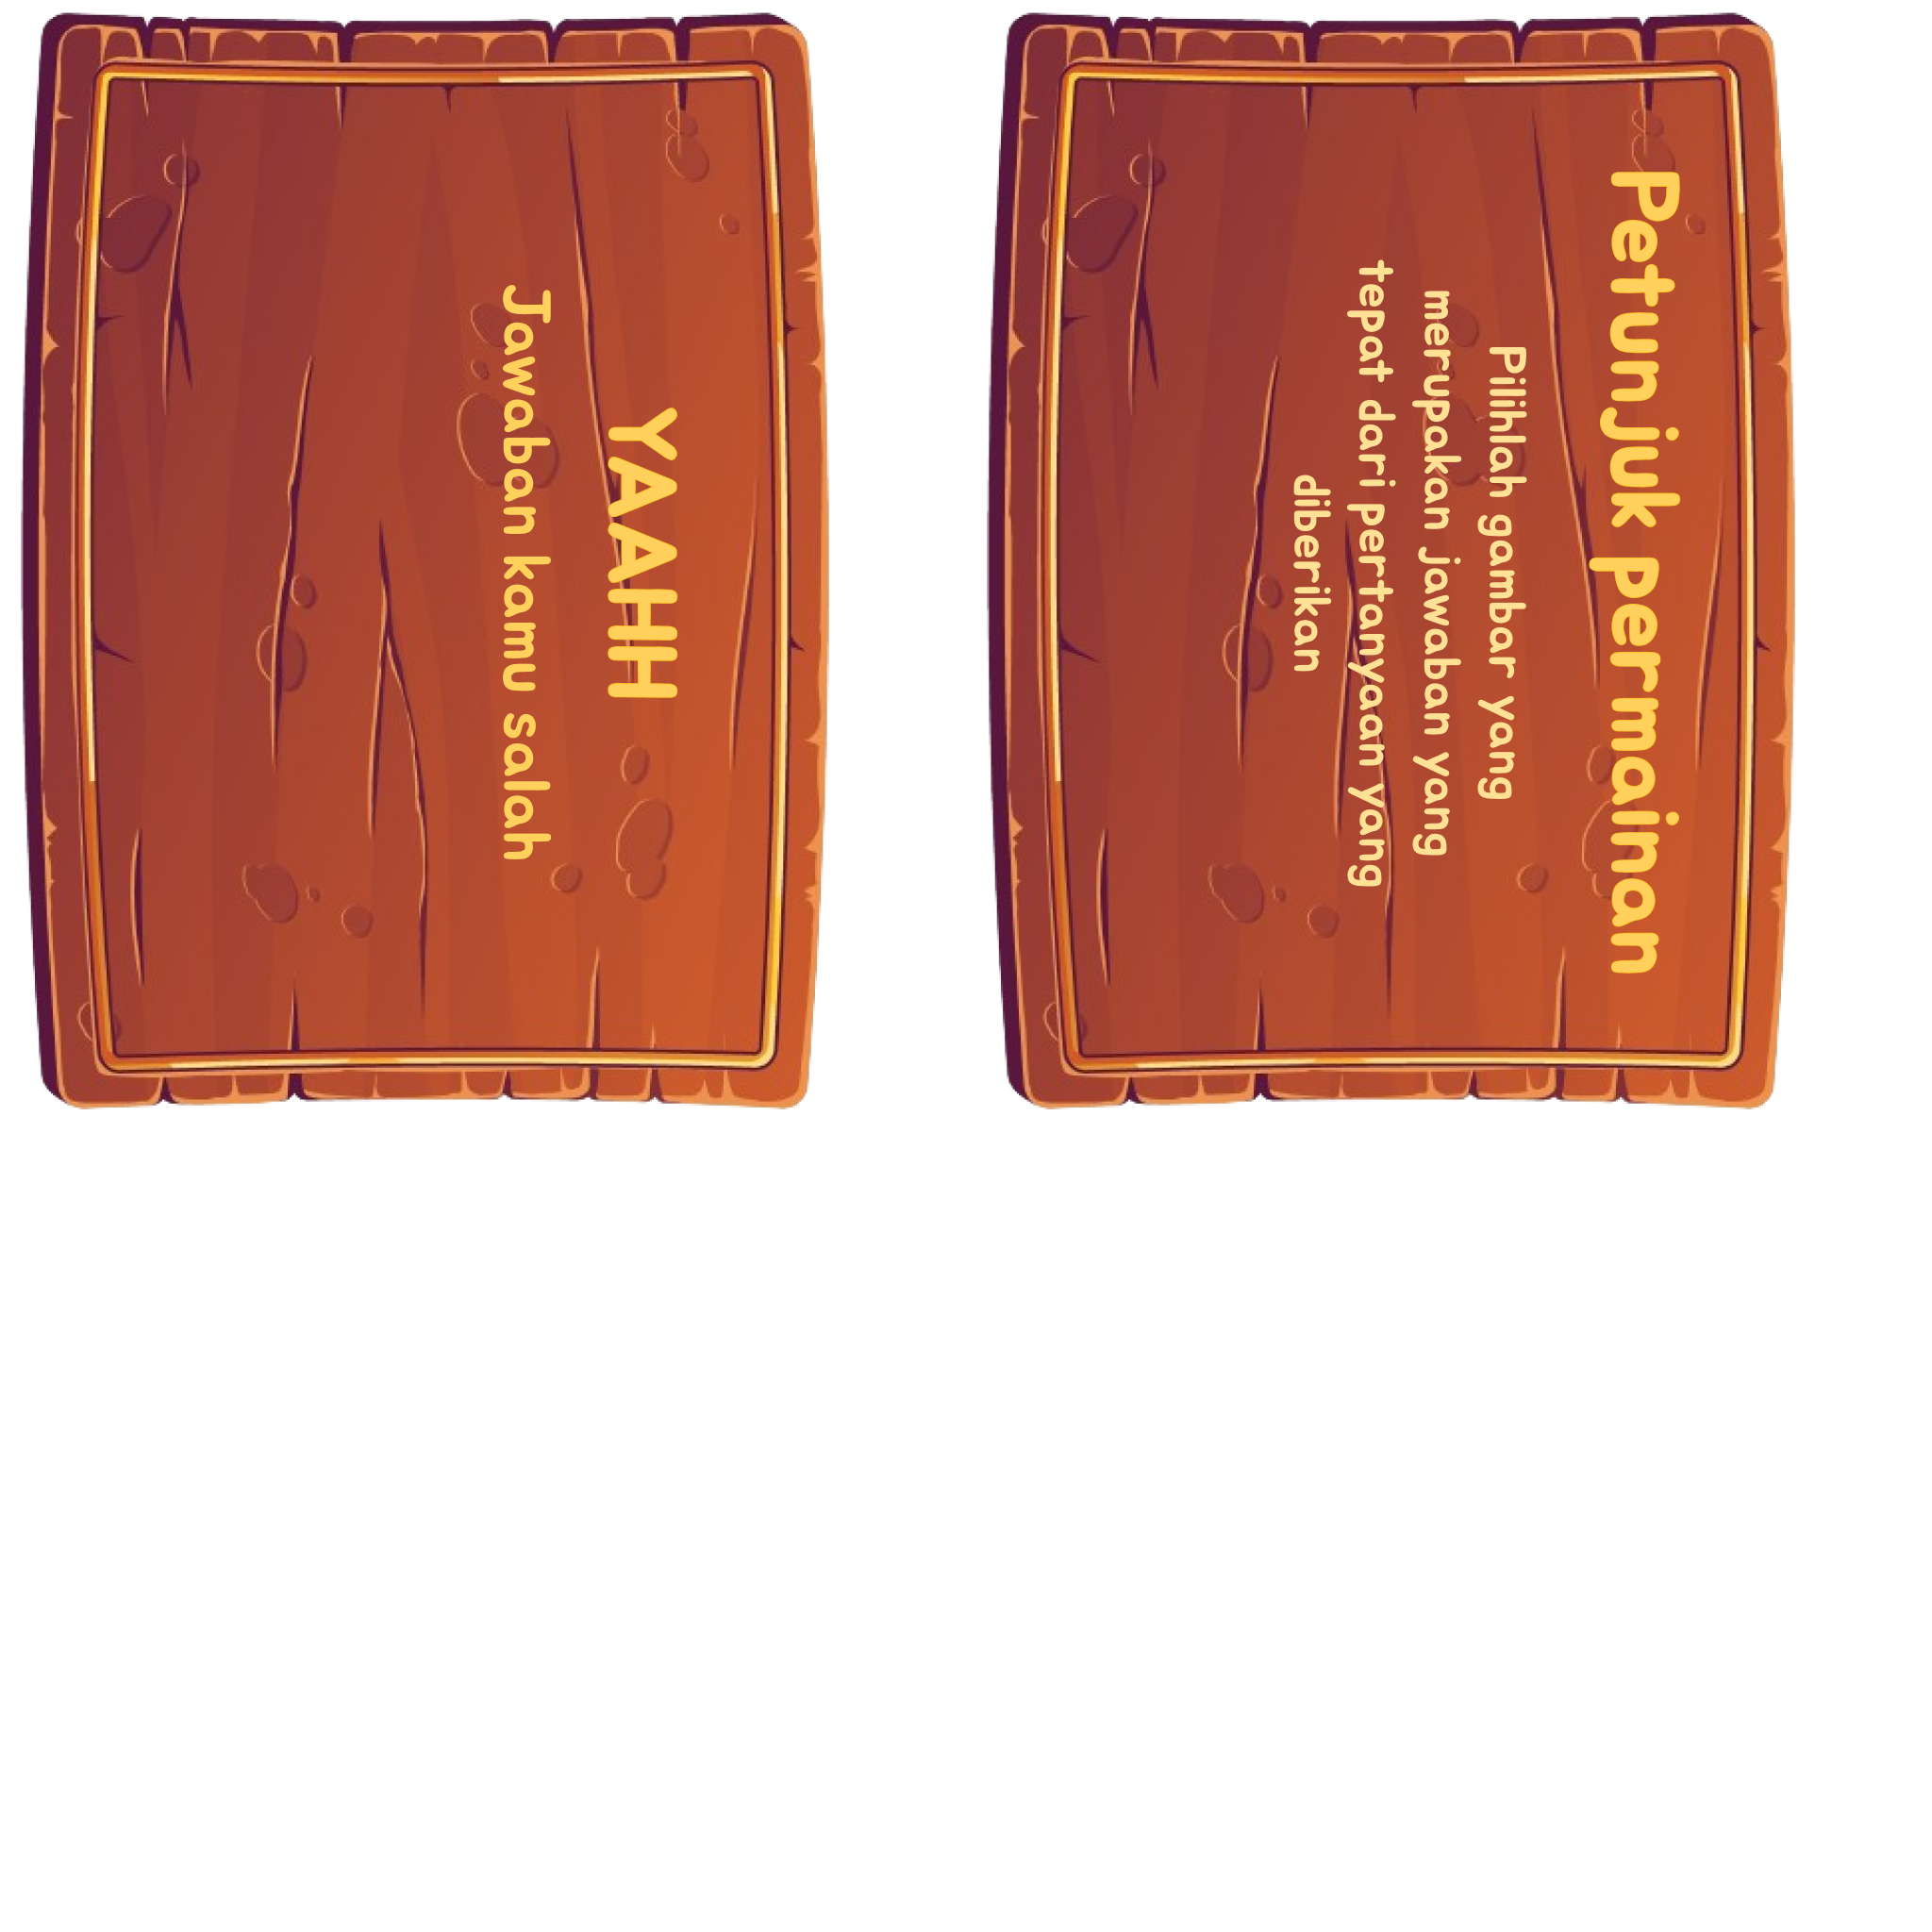 YAAHH
Jawaban kamu salah
Petunjuk permainan
Pilihlah gambar yang
merupakan jawaban yang
tepat dari pertanyaan yang
diberikan